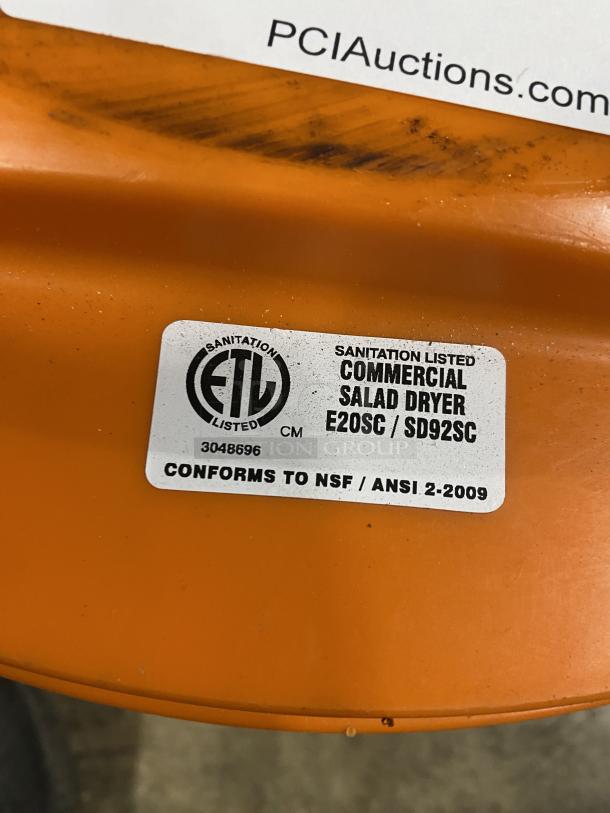 PCIAuctions.com
SANITATION
ETL
LISTED
CM
3048696
SANITATION LISTED
COMMERCIAL
SALAD DRYER
E20SC / SD92SC
CONFORMS TO NSF / ANSI 2-2009